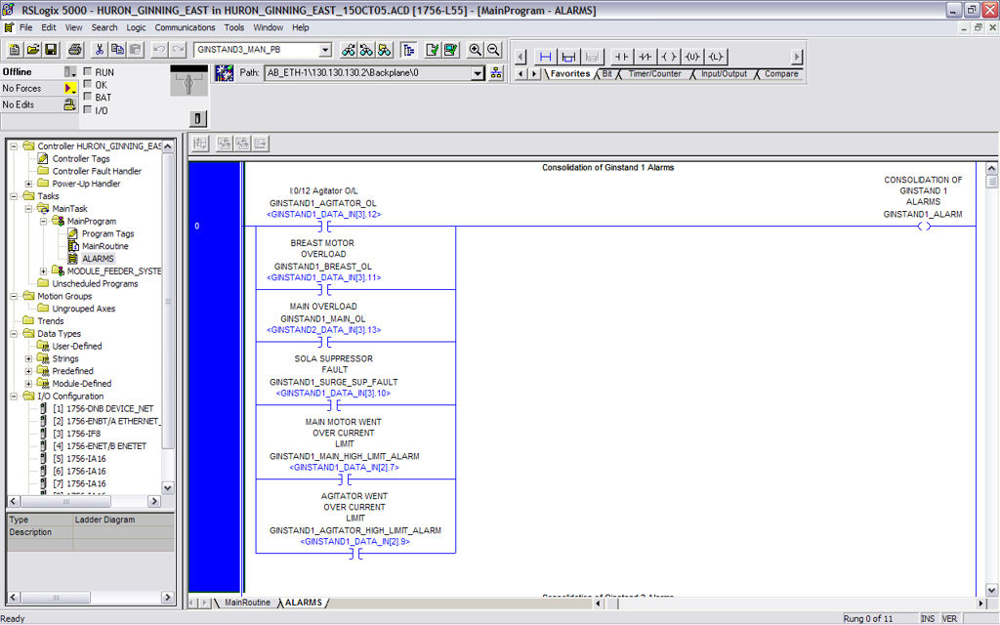 RSLogix 5000 - HURON_GINNING_EAST in HURON_GINNING_EAST_15OCT05.ACD [1756-L55] - [MainProgram - ALARMS]
File Edit View Search Logic Communications Tools Window Help
GINSTAND3_MAN_PB
Offline
No Forces
No Edits
RUN
OK
BAT
I/O
Path: AB_ETH-1\130.130.130.2\Backplane\0
Favorites Bit Timer/Counter Input/Output Compare
Controller HURON_GINNING_EAS
Controller Tags
Controller Fault Handler
Power-Up Handler
Tasks
MainTask
MainProgram
Program Tags
MainRoutine
ALARMS
MODULE_FEEDER_SYSTE
Unscheduled Programs
Motion Groups
Ungrouped Axes
Trends
Data Types
User-Defined
Strings
Predefined
Module-Defined
I/O Configuration
[1] 1756-DNB DEVICE_NET
[2] 1756-ENBT/A ETHERNET_
[3] 1756-IF8
[4] 1756-ENET/B ENETET
[5] 1756-IA16
[6] 1756-IA16
[7] 1756-IA16
Type Ladder Diagram
Description
Consolidation of Ginstand 1 Alarms
0
I:0/12 Agitator O/L
GINSTAND1_AGITATOR_OL
<GINSTAND1_DATA_IN[3].12>
CONSOLIDATION OF
GINSTAND 1
ALARMS
GINSTAND1_ALARM
BREAST MOTOR
OVERLOAD
GINSTAND1_BREAST_OL
<GINSTAND1_DATA_IN[3].11>
MAIN OVERLOAD
GINSTAND1_MAIN_OL
<GINSTAND2_DATA_IN[3].13>
SOLA SUPPRESSOR
FAULT
GINSTAND1_SURGE_SUP_FAULT
<GINSTAND1_DATA_IN[3].10>
MAIN MOTOR WENT
OVER CURRENT
LIMIT
GINSTAND1_MAIN_HIGH_LIMIT_ALARM
<GINSTAND1_DATA_IN[2].7>
AGITATOR WENT
OVER CURRENT
LIMIT
GINSTAND1_AGITATOR_HIGH_LIMIT_ALARM
<GINSTAND1_DATA_IN[2].9>
MainRoutine ALARMS
Ready
Rung 0 of 11 INS VER